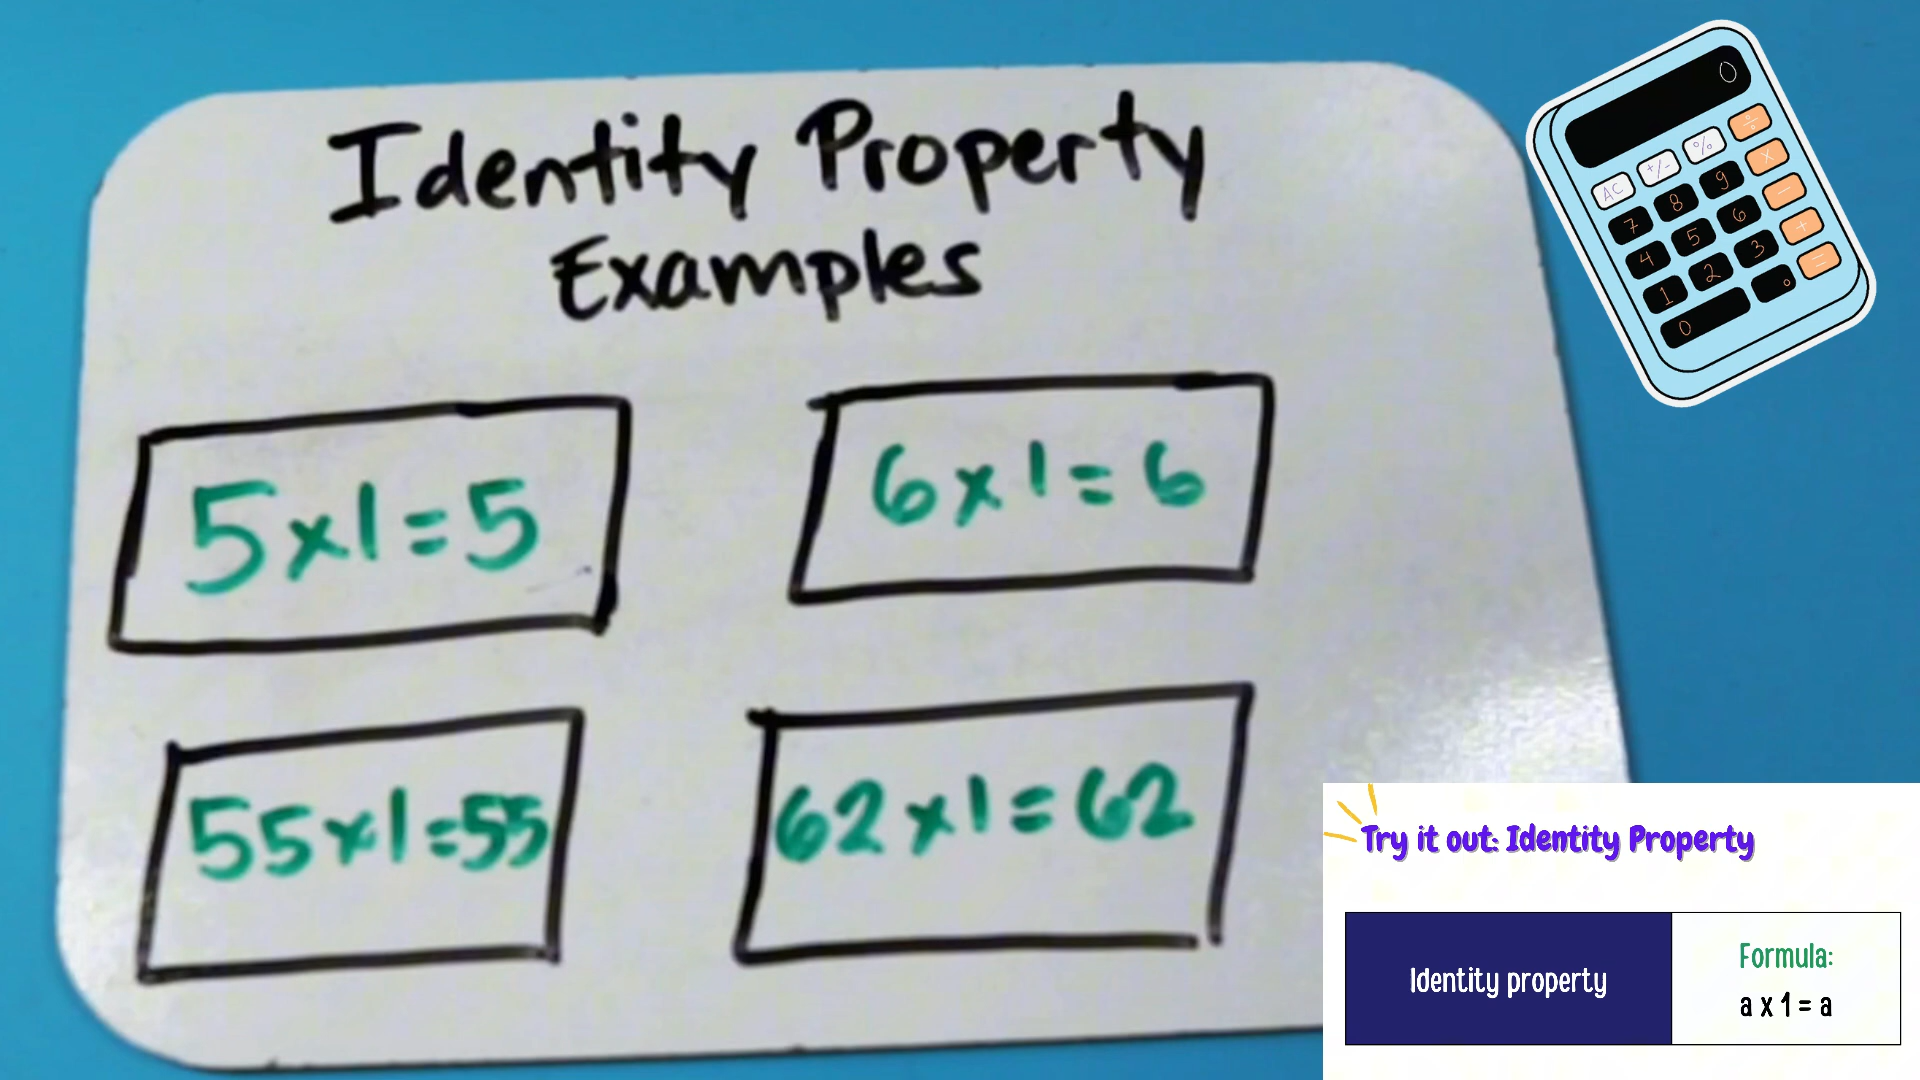 Identity Property
Examples
5x1=5
6x1=6
55x1=55
62x1=62
0
AC +/- % ÷
7 8 9 x
4 5 6 -
1 2 3 +
0 . =
Try it out: Identity Property
Identity property
Formula:
a x 1 = a